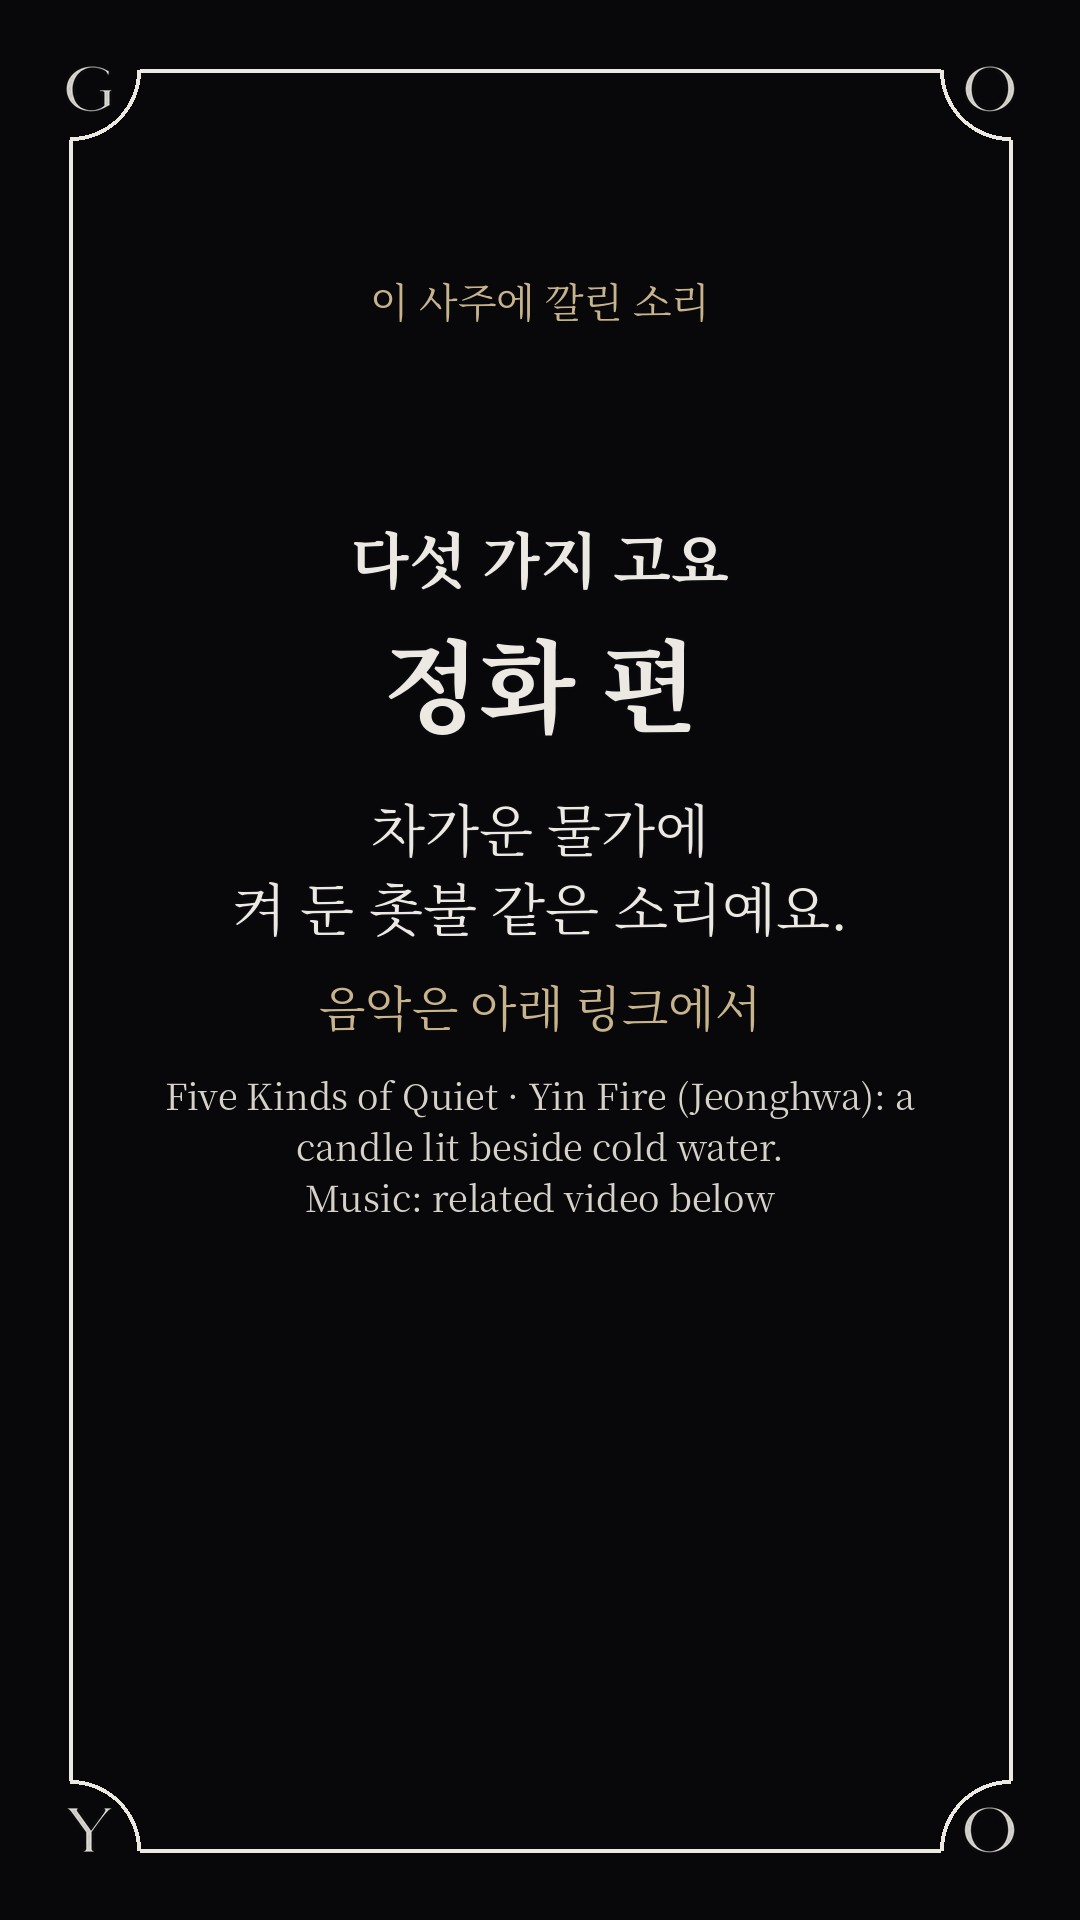 G O
이 사주에 깔린 소리
다섯 가지 고요
정화 편
차가운 물가에
켜 둔 촛불 같은 소리예요.
음악은 아래 링크에서
Five Kinds of Quiet · Yin Fire (Jeonghwa): a
candle lit beside cold water.
Music: related video below
Y O